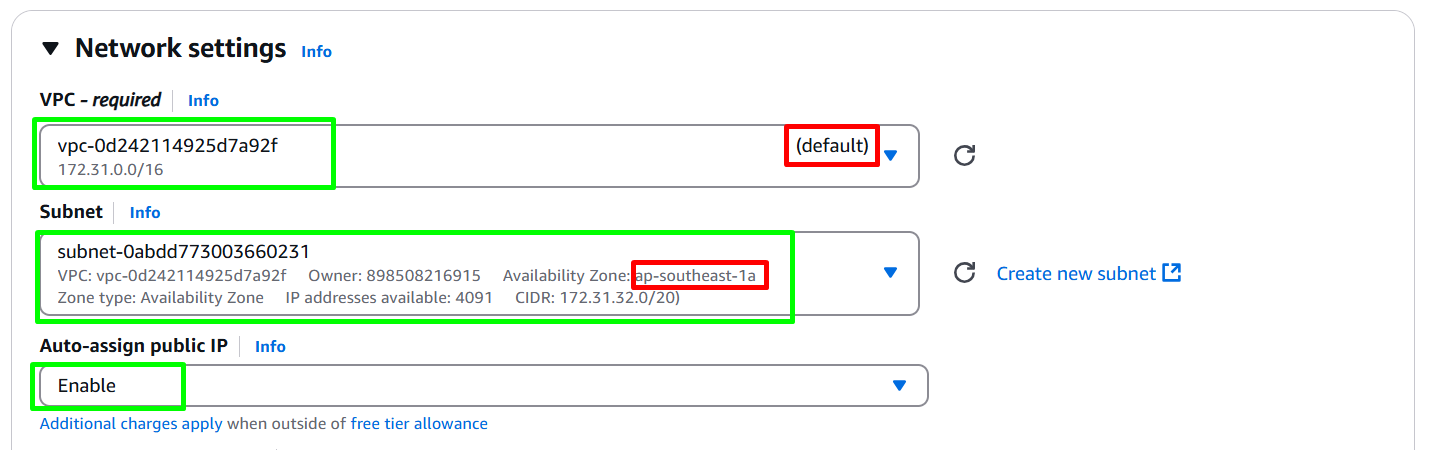 Network settings Info
VPC - required Info
vpc-0d242114925d7a92f (default)
172.31.0.0/16
Subnet Info
subnet-0abdd773003660231
VPC: vpc-0d242114925d7a92f Owner: 898508216915 Availability Zone: ap-southeast-1a
Zone type: Availability Zone IP addresses available: 4091 CIDR: 172.31.32.0/20)
Create new subnet
Auto-assign public IP Info
Enable
Additional charges apply when outside of free tier allowance